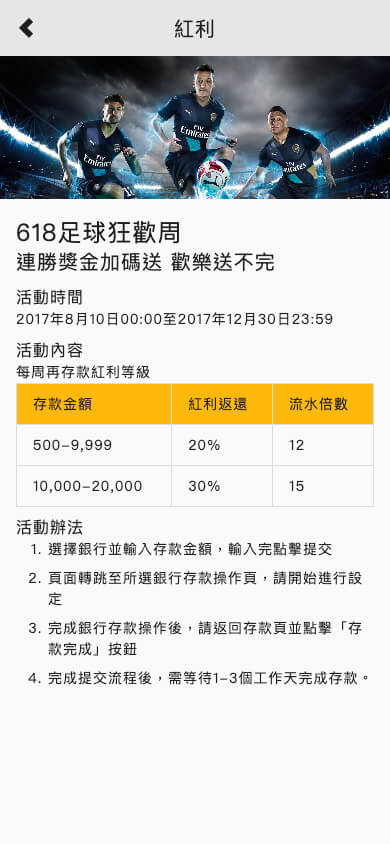 紅利
Fly
Emirates
Fly
Emirates
Fly
Emirates
618足球狂歡周
連勝獎金加碼送 歡樂送不完
活動時間
2017年8月10日00:00至2017年12月30日23:59
活動內容
每周再存款紅利等級
存款金額 紅利返還 流水倍數
500–9,999 20% 12
10,000–20,000 30% 15
活動辦法
1. 選擇銀行並輸入存款金額，輸入完點擊提交
2. 頁面轉跳至所選銀行存款操作頁，請開始進行設
定
3. 完成銀行存款操作後，請返回存款頁並點擊「存
款完成」按鈕
4. 完成提交流程後，需等待1–3個工作天完成存款。